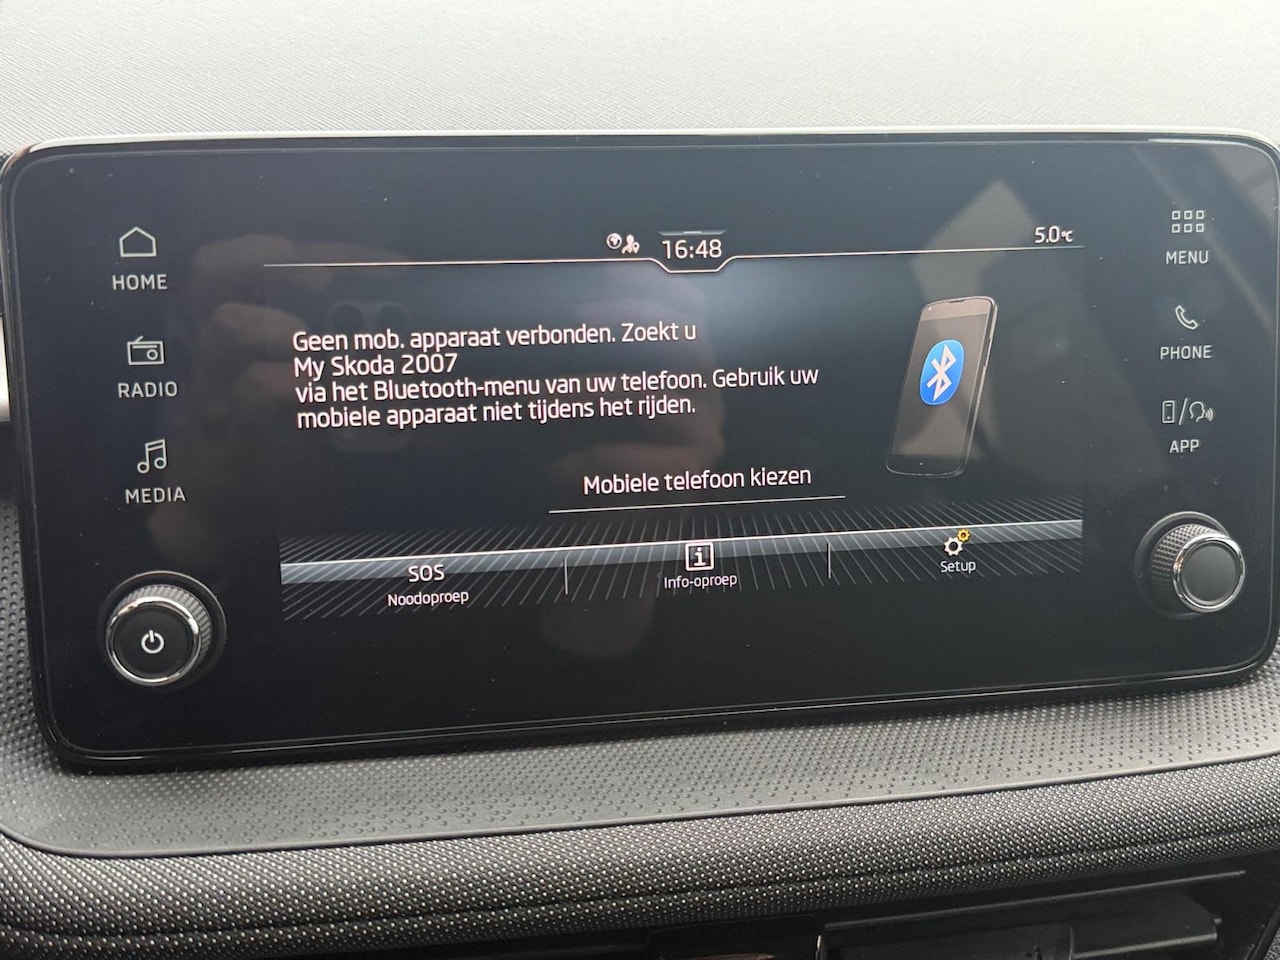 16:48
5.0°C
HOME
RADIO
MEDIA
Geen mob. apparaat verbonden. Zoekt u
My Skoda 2007
via het Bluetooth-menu van uw telefoon. Gebruik uw
mobiele apparaat niet tijdens het rijden.
Mobiele telefoon kiezen
SOS
Noodoproep
Info-oproep
Setup
MENU
PHONE
APP